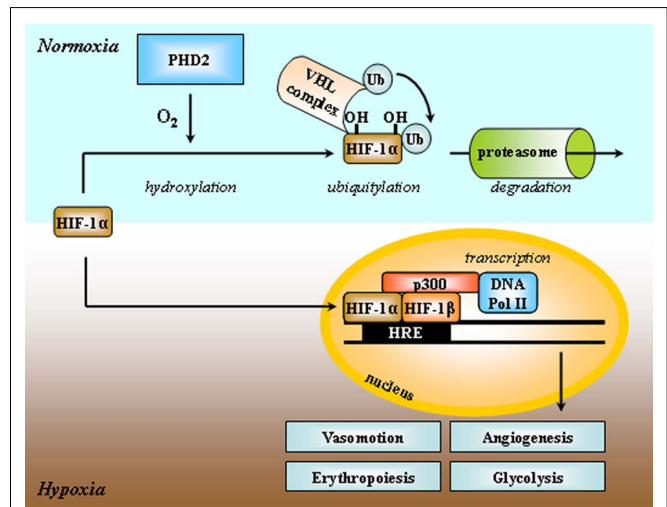 Normoxia
PHD2
O2
VHL
complex
Ub
OH OH
HIF-1α
Ub
proteasome
hydroxylation
ubiquitylation
degradation
HIF-1α
transcription
p300
DNA
Pol II
HIF-1α
HIF-1β
HRE
nucleus
Vasomotion
Angiogenesis
Erythropoiesis
Glycolysis
Hypoxia